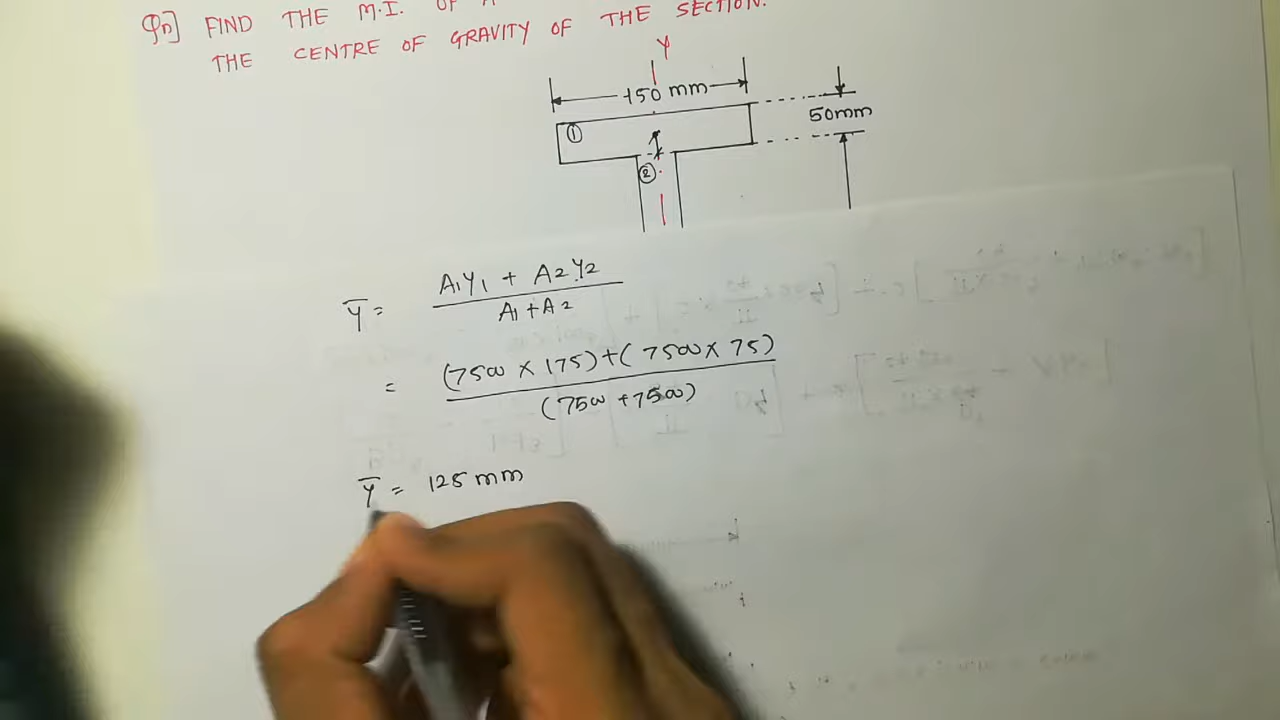 Qn] FIND THE M.I. OF A
THE CENTRE OF GRAVITY OF THE SECTION.
Y
150 mm
50mm
①
②
Y̅ = A₁Y₁ + A₂Y₂ / A₁ + A₂
= (7500 × 175) + (7500 × 75) / (7500 + 7500)
Y̅ = 125 mm